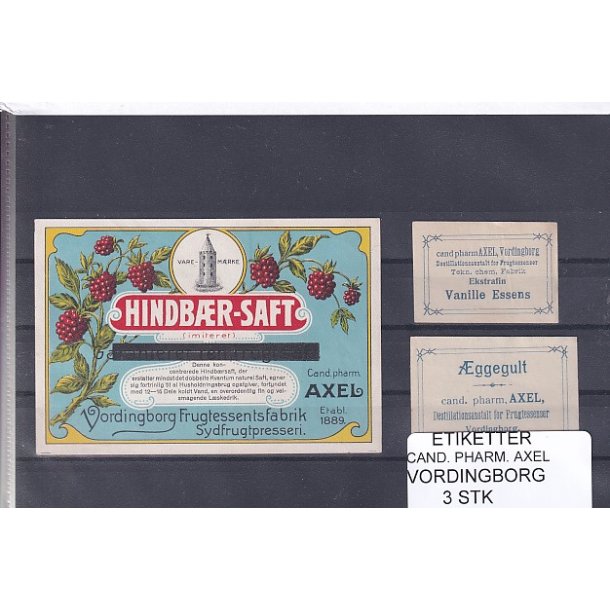 VARE MÆRKE
HINDBÆR-SAFT
(imiteret)
Denne kon-
centrerede Hindbærsaft, der
erstatter mindst det dobbelte Kvantum naturel Saft, egner
sig fortrinlig til al Husholdningsbrug opgives, fortyndet
med 12-15 Dele koldt Vand, en overordentlig fin og vel-
smagende Læskedrik.
Cand. pharm.
AXEL
Etabl.
1889.
Vordingborg Frugtessentsfabrik
Sydfrugtpresseri.
cand pharm AXEL, Vordingborg
Destillationsanstalt for Frugtessenser
Tekn. chem. Fabrik
Ekstrafin
Vanille Essens
Æggegult
cand. pharm. AXEL,
Destillationsanstalt for Frugtessenser
Vordingborg
ETIKETTER
CAND. PHARM. AXEL
VORDINGBORG
3 STK